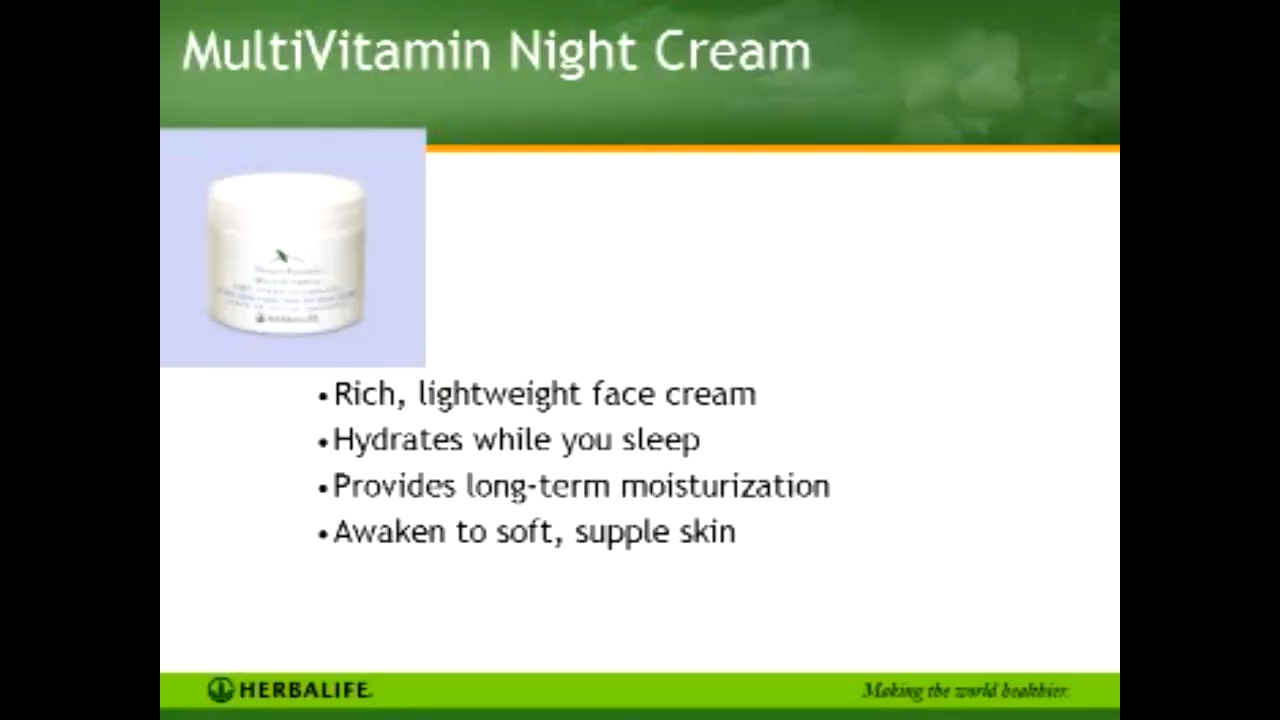 MultiVitamin Night Cream
HERBALIFE
• Rich, lightweight face cream
• Hydrates while you sleep
• Provides long-term moisturization
• Awaken to soft, supple skin
HERBALIFE.
Making the world healthier.